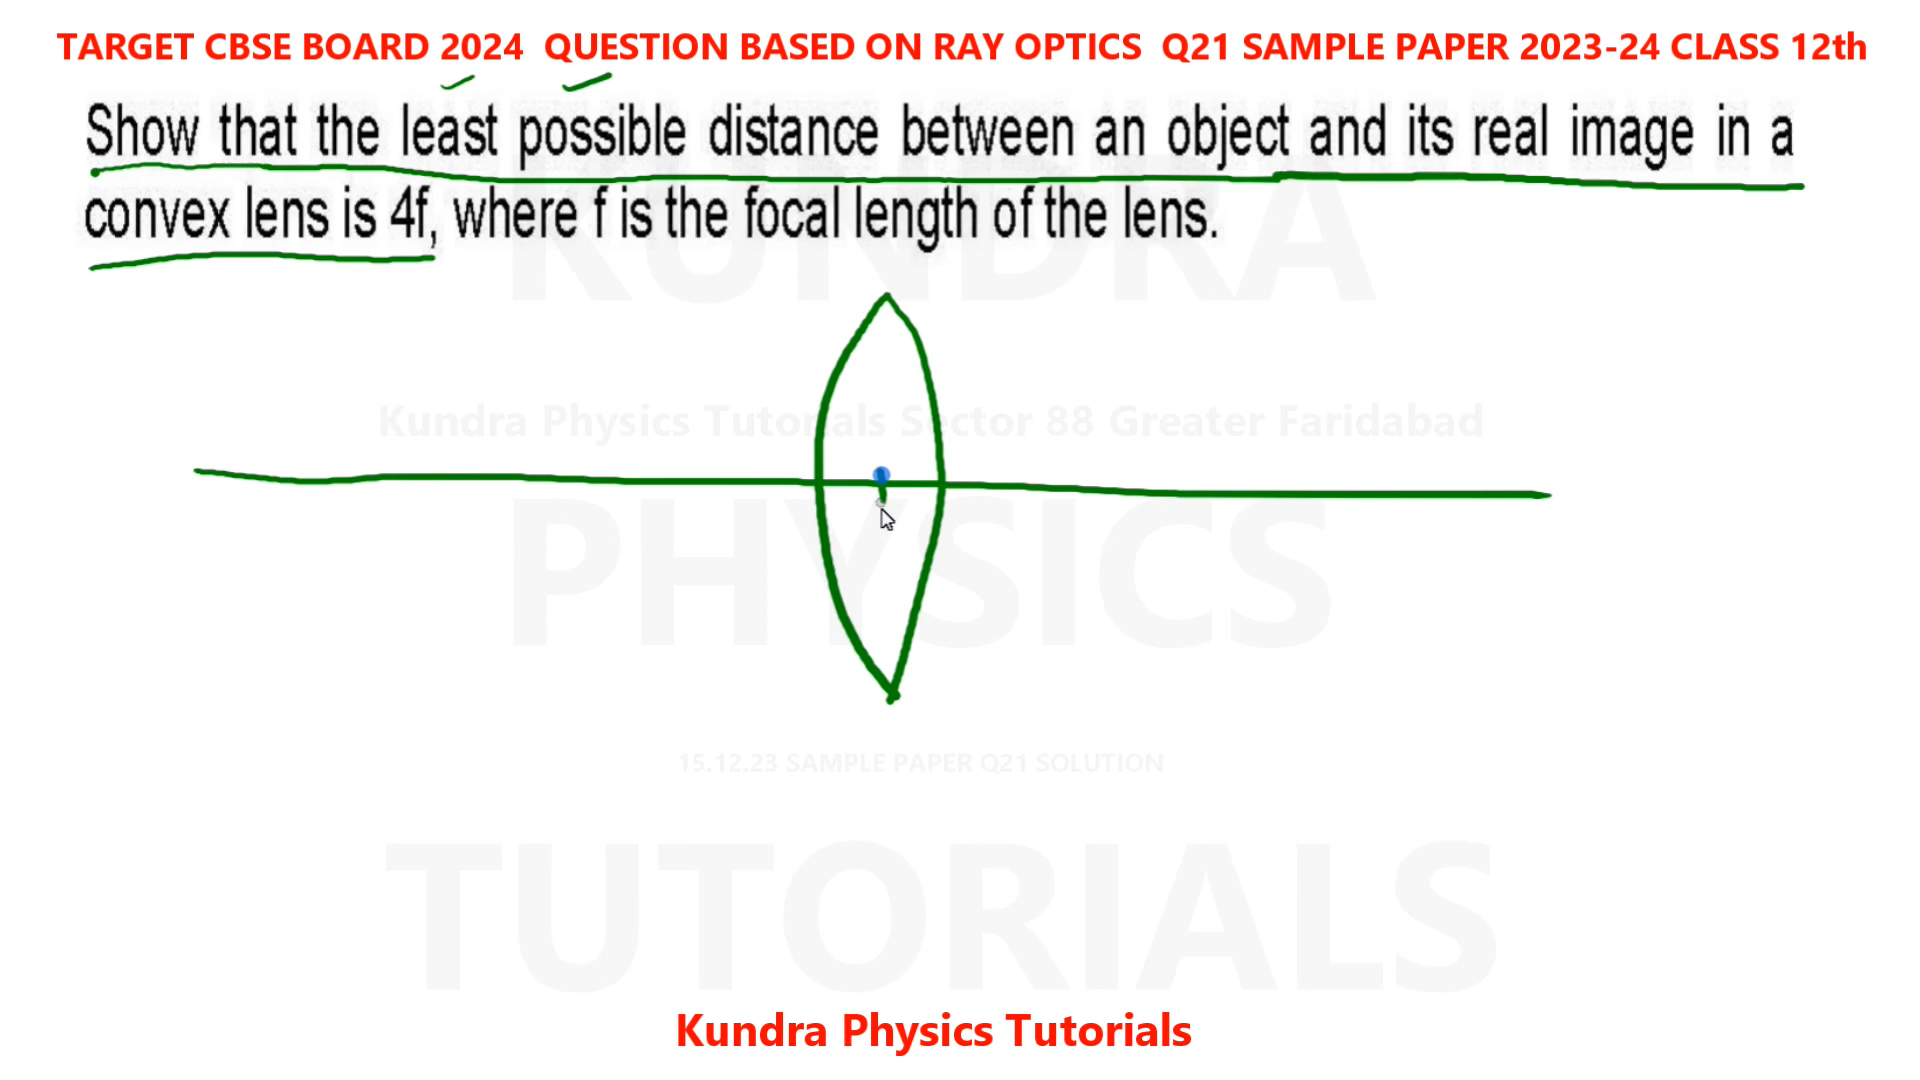 TARGET CBSE BOARD 2024 QUESTION BASED ON RAY OPTICS Q21 SAMPLE PAPER 2023-24 CLASS 12th
Show that the least possible distance between an object and its real image in a
convex lens is 4f, where f is the focal length of the lens.
KUNDRA
Kundra Physics Tutorials Sector 88 Greater Faridabad
PHYSICS
15.12.23 SAMPLE PAPER Q21 SOLUTION
TUTORIALS
Kundra Physics Tutorials